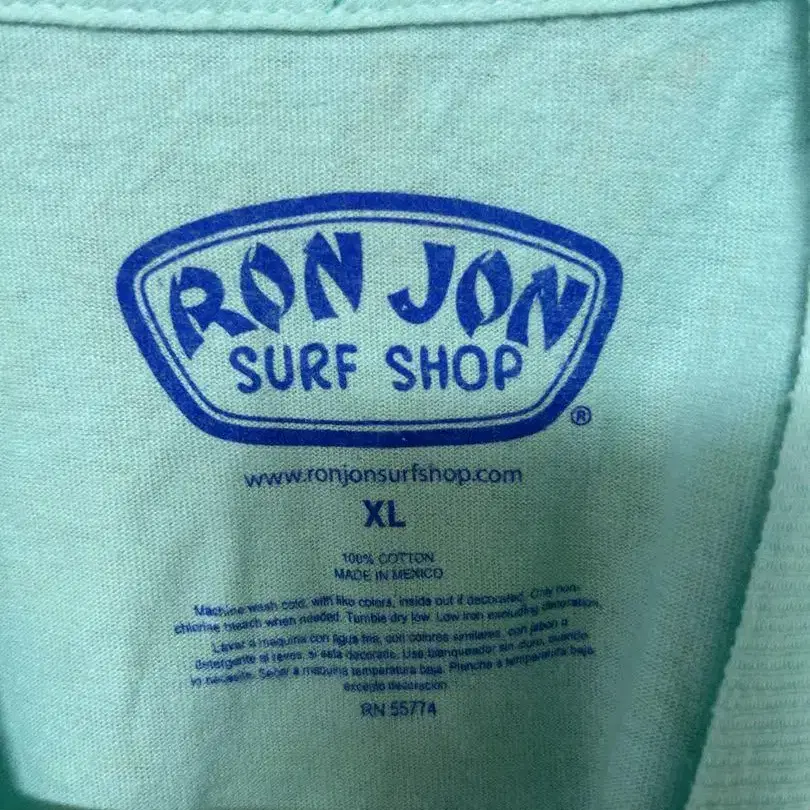 RON JON
SURF SHOP
®
www.ronjonsurfshop.com
XL
100% COTTON
MADE IN MEXICO
Machine wash cold, with like colors, inside out if decorated. Only non-
chlorine bleach when needed. Tumble dry low. Low iron excluding decoration.
Lavar a maquina con agua fria, con colores similares, con jabon o
detergente al reves, si esta decorado. Use blanqueador sin cloro, cuando
lo necesite. Secar a maquina temperatura baja. Planche a temperatura baja
excepto decoracion.
RN 55774